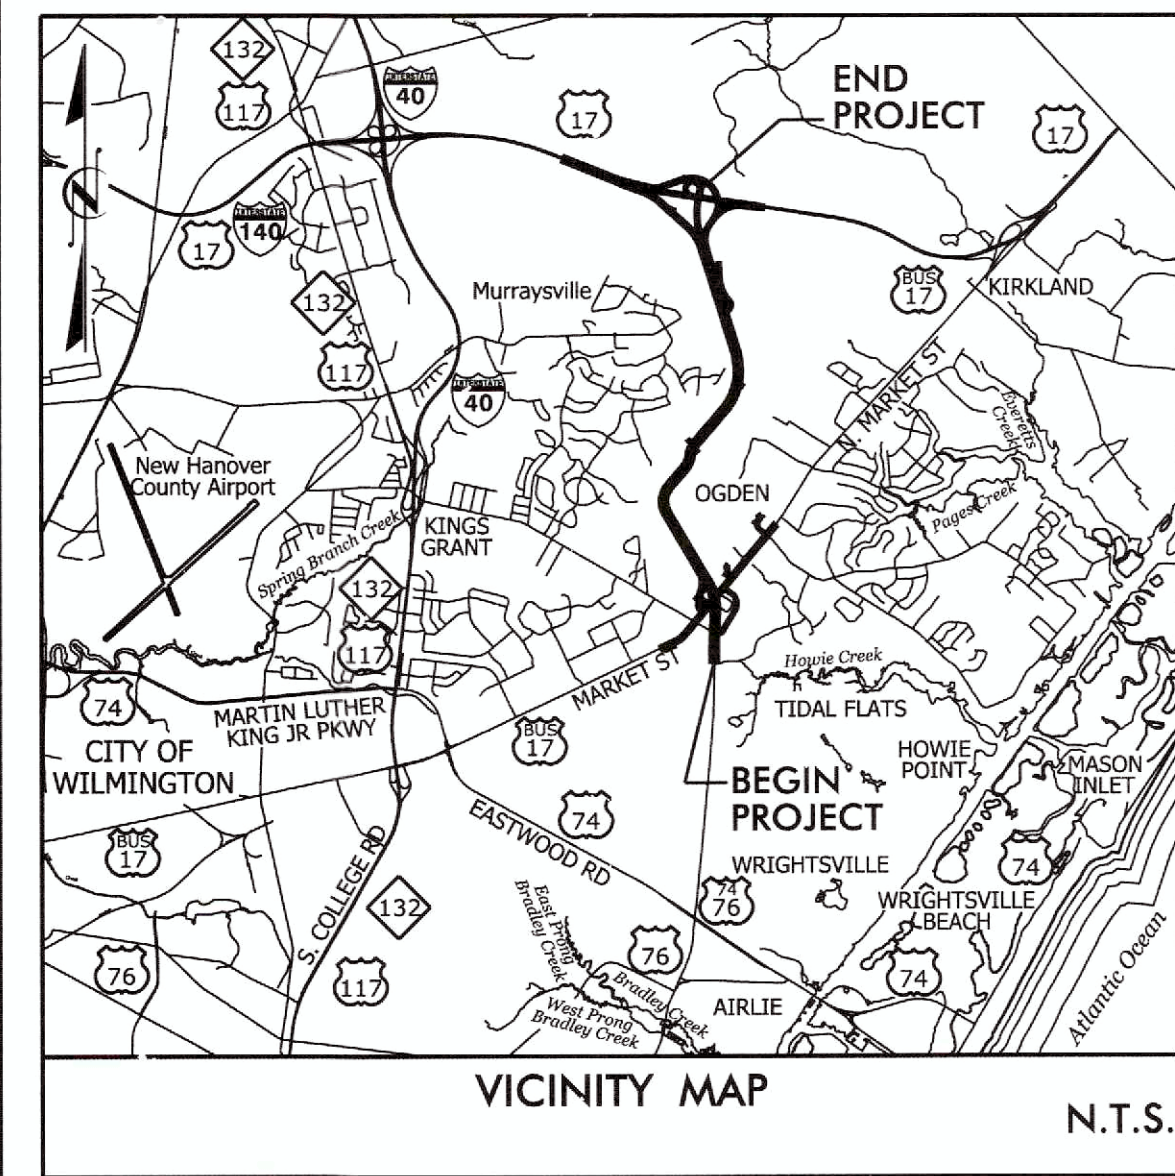 132
117
INTERSTATE
40
17
END
PROJECT
17
N
INTERSTATE
140
17
132
117
Murraysville
BUS
17
KIRKLAND
INTERSTATE
40
N. MARKET ST
Everetts
Creek
New Hanover
County Airport
OGDEN
Pages Creek
KINGS
GRANT
Spring Branch Creek
132
117
Howie Creek
MARKET ST
TIDAL FLATS
74
MARTIN LUTHER
KING JR PKWY
CITY OF
WILMINGTON
BUS
17
HOWIE
POINT
MASON
INLET
BEGIN
PROJECT
EASTWOOD RD
74
BUS
17
WRIGHTSVILLE
74
74
76
WRIGHTSVILLE
BEACH
S. COLLEGE RD
132
East Prong
Bradley Creek
76
76
117
74
Bradley Creek
West Prong
Bradley Creek
AIRLIE
Atlantic Ocean
VICINITY MAP
N.T.S.